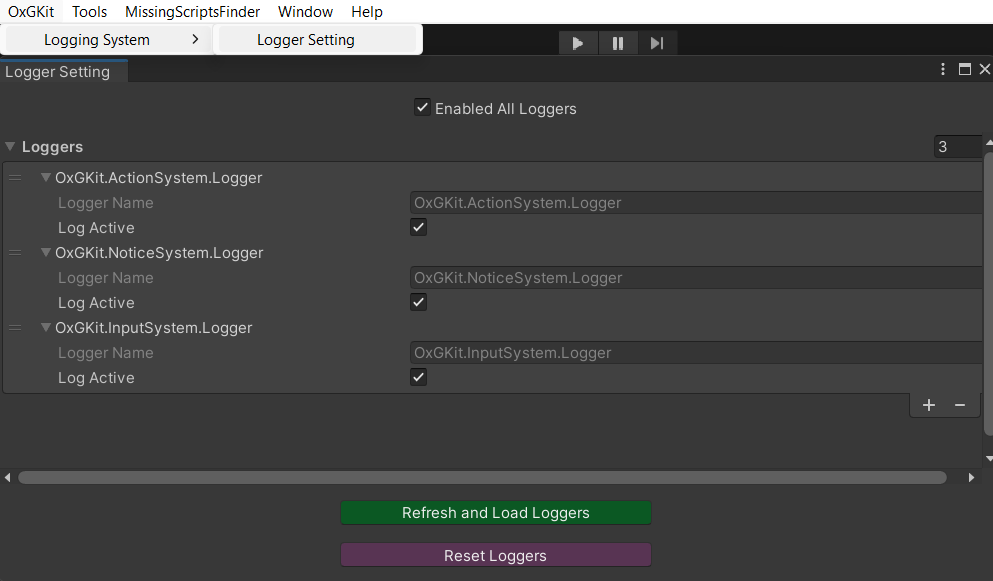 OxGKit Tools MissingScriptsFinder Window Help
Logging System Logger Setting
Logger Setting
Enabled All Loggers
Loggers 3
OxGKit.ActionSystem.Logger
Logger Name OxGKit.ActionSystem.Logger
Log Active
OxGKit.NoticeSystem.Logger
Logger Name OxGKit.NoticeSystem.Logger
Log Active
OxGKit.InputSystem.Logger
Logger Name OxGKit.InputSystem.Logger
Log Active
Refresh and Load Loggers
Reset Loggers